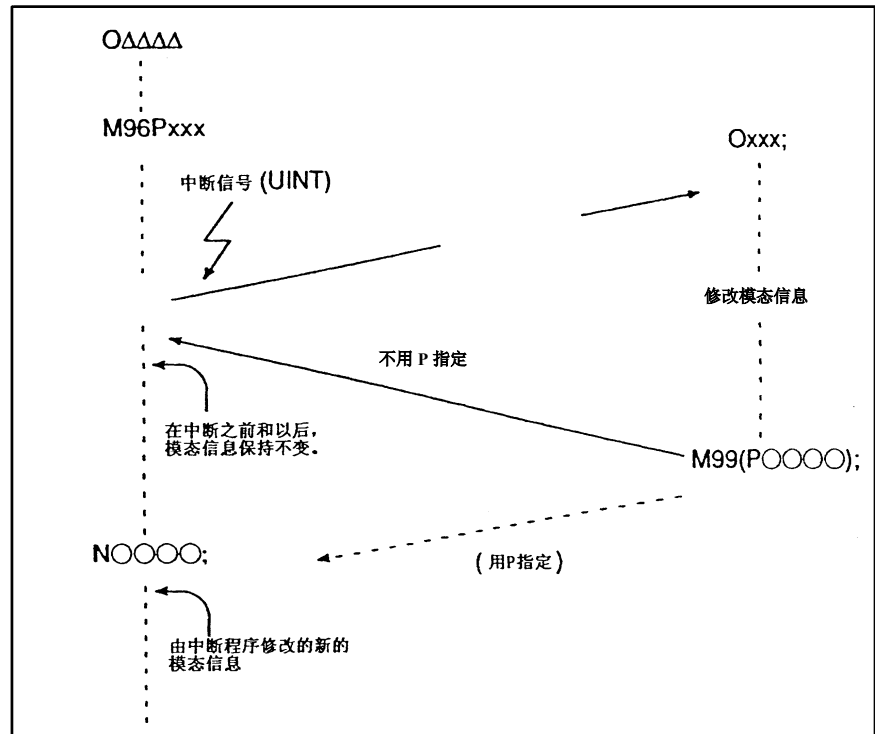 OΔΔΔΔ
M96Pxxx
Oxxx;
中断信号 (UINT)
修改模态信息
不用 P 指定
在中断之前和以后，
模态信息保持不变。
M99(P○○○○);
N○○○○;
( 用P指定 )
由中断程序修改的新的
模态信息